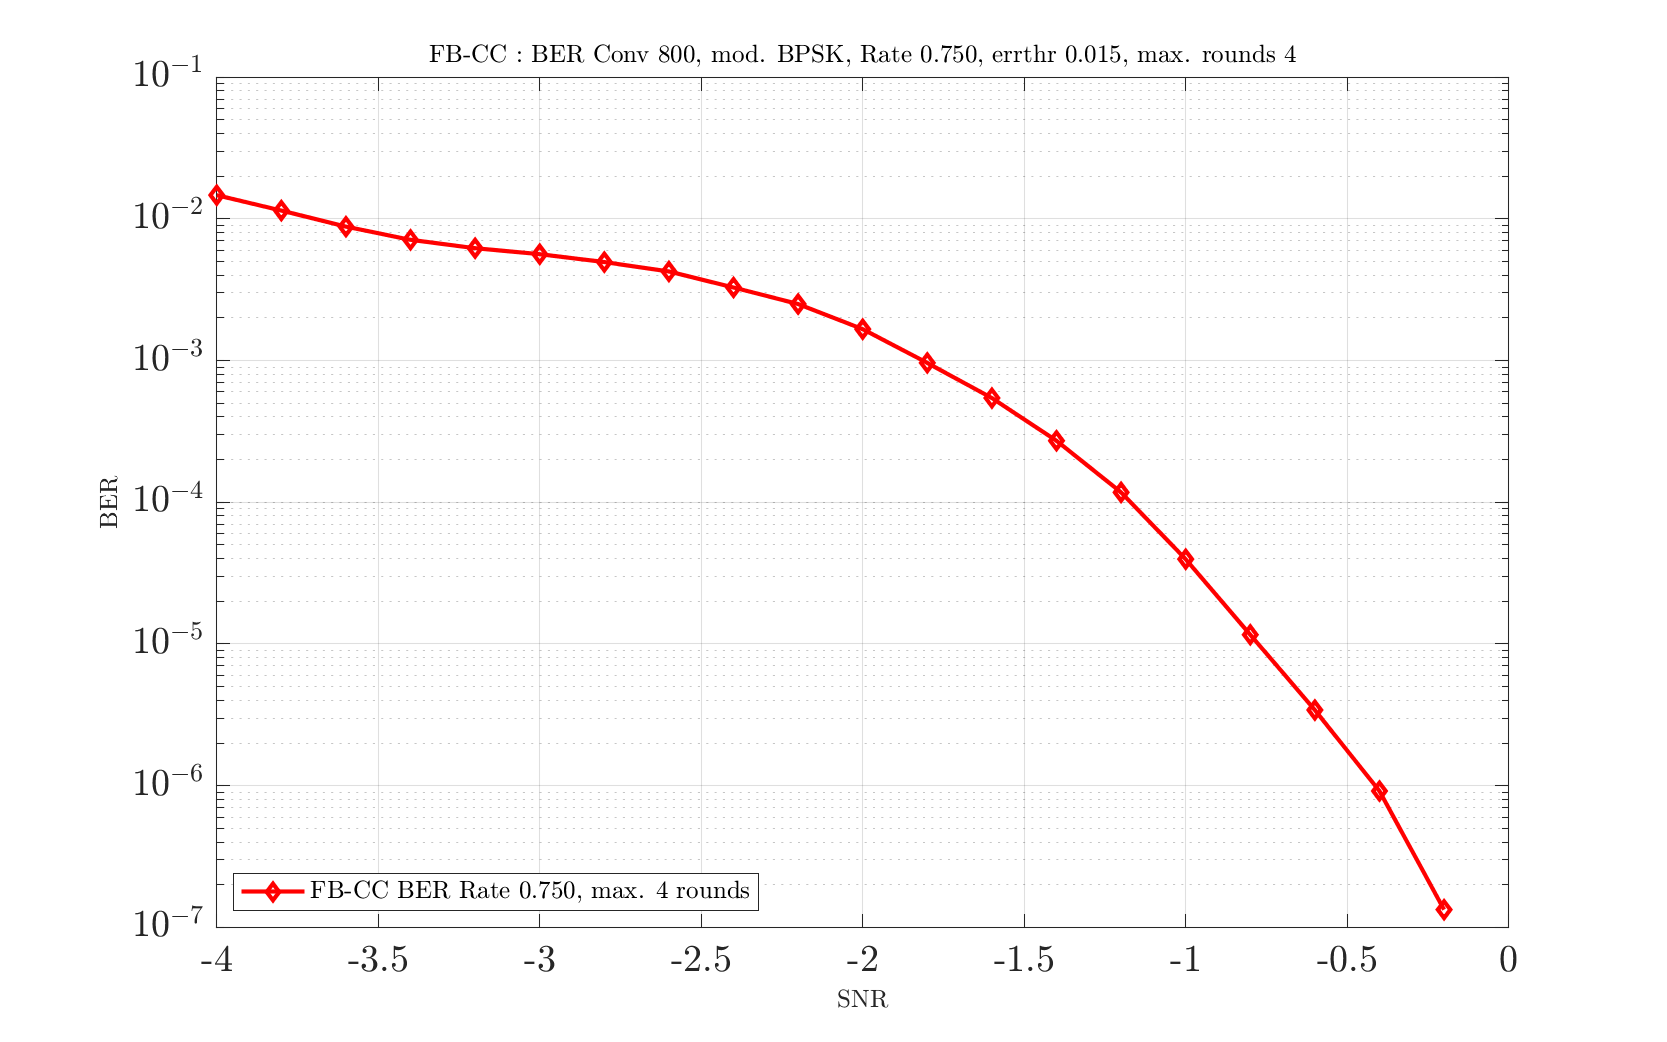 FB-CC : BER Conv 800, mod. BPSK, Rate 0.750, errthr 0.015, max. rounds 4
10⁻¹
10⁻²
10⁻³
10⁻⁴
10⁻⁵
10⁻⁶
10⁻⁷
BER
FB-CC BER Rate 0.750, max. 4 rounds
-4 -3.5 -3 -2.5 -2 -1.5 -1 -0.5 0
SNR